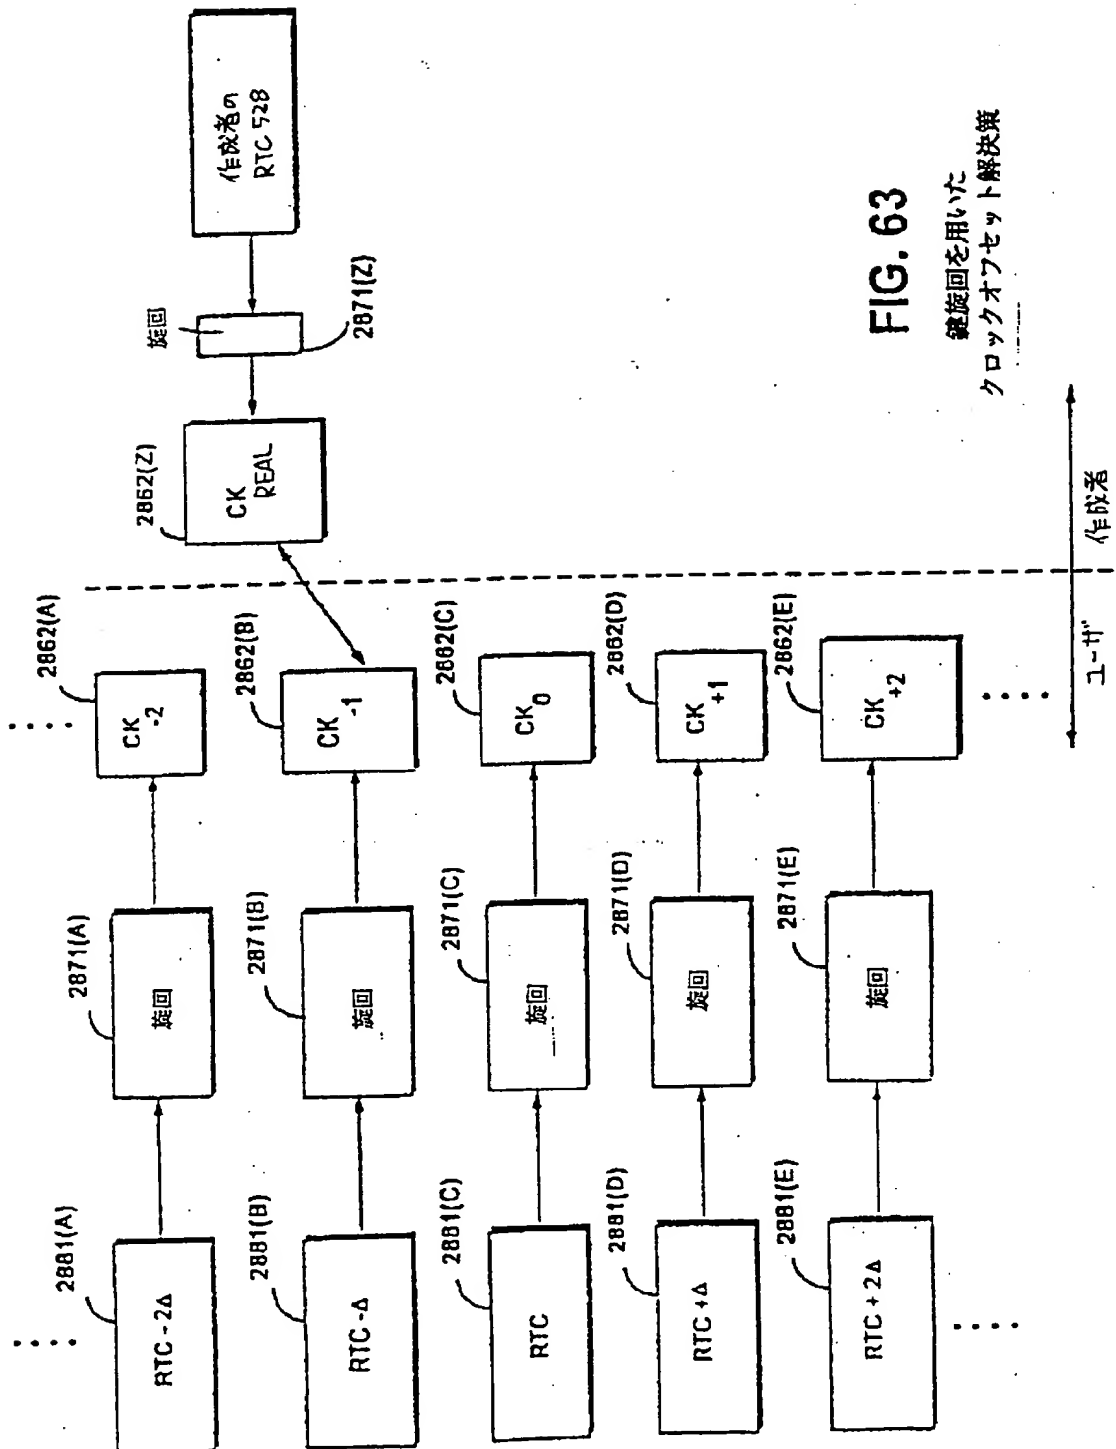 作成者の
RTC 528
旋回
2871(Z)
2862(Z)
CK
REAL
2862(A)
CK -2
2871(A)
旋回
2881(A)
RTC - 2Δ
2862(B)
CK -1
2871(B)
旋回
2881(B)
RTC -Δ
2862(C)
CK 0
2871(C)
旋回
2881(C)
RTC
2862(D)
CK +1
2871(D)
旋回
2881(D)
RTC +Δ
2862(E)
CK +2
2871(E)
旋回
2881(E)
RTC + 2Δ
ユーザ
作成者
FIG. 63
鍵旋回を用いた
クロックオフセット解決策